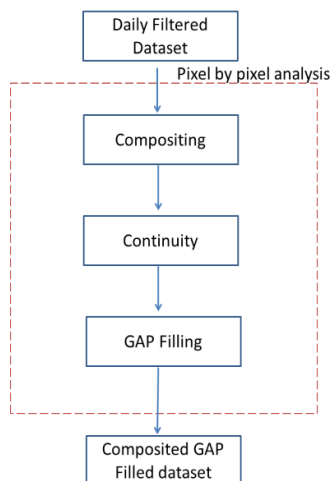 Daily Filtered
Dataset
Pixel by pixel analysis
Compositing
Continuity
GAP Filling
Composited GAP
Filled dataset